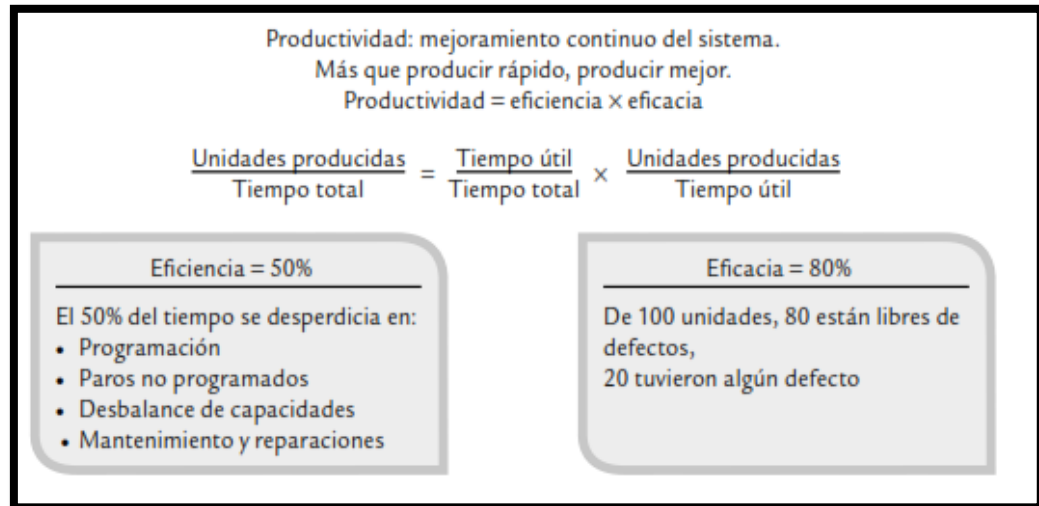 Productividad: mejoramiento continuo del sistema.
Más que producir rápido, producir mejor.
Productividad = eficiencia × eficacia
Unidades producidas / Tiempo total = Tiempo útil / Tiempo total × Unidades producidas / Tiempo útil
Eficiencia = 50%
El 50% del tiempo se desperdicia en:
• Programación
• Paros no programados
• Desbalance de capacidades
• Mantenimiento y reparaciones
Eficacia = 80%
De 100 unidades, 80 están libres de
defectos,
20 tuvieron algún defecto